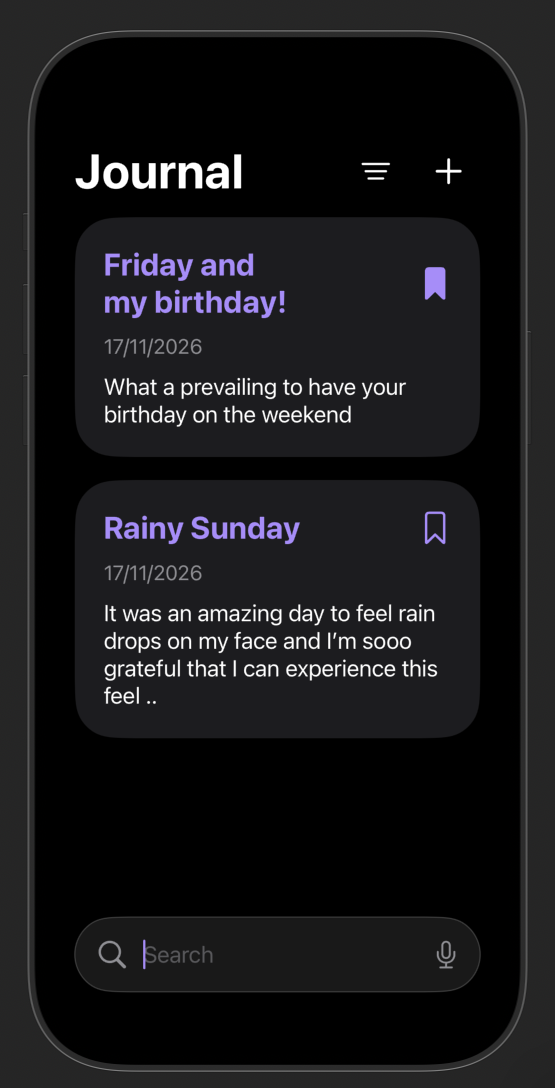 Journal
Friday and
my birthday!
17/11/2026
What a prevailing to have your
birthday on the weekend
Rainy Sunday
17/11/2026
It was an amazing day to feel rain
drops on my face and I’m sooo
grateful that I can experience this
feel ..
Search